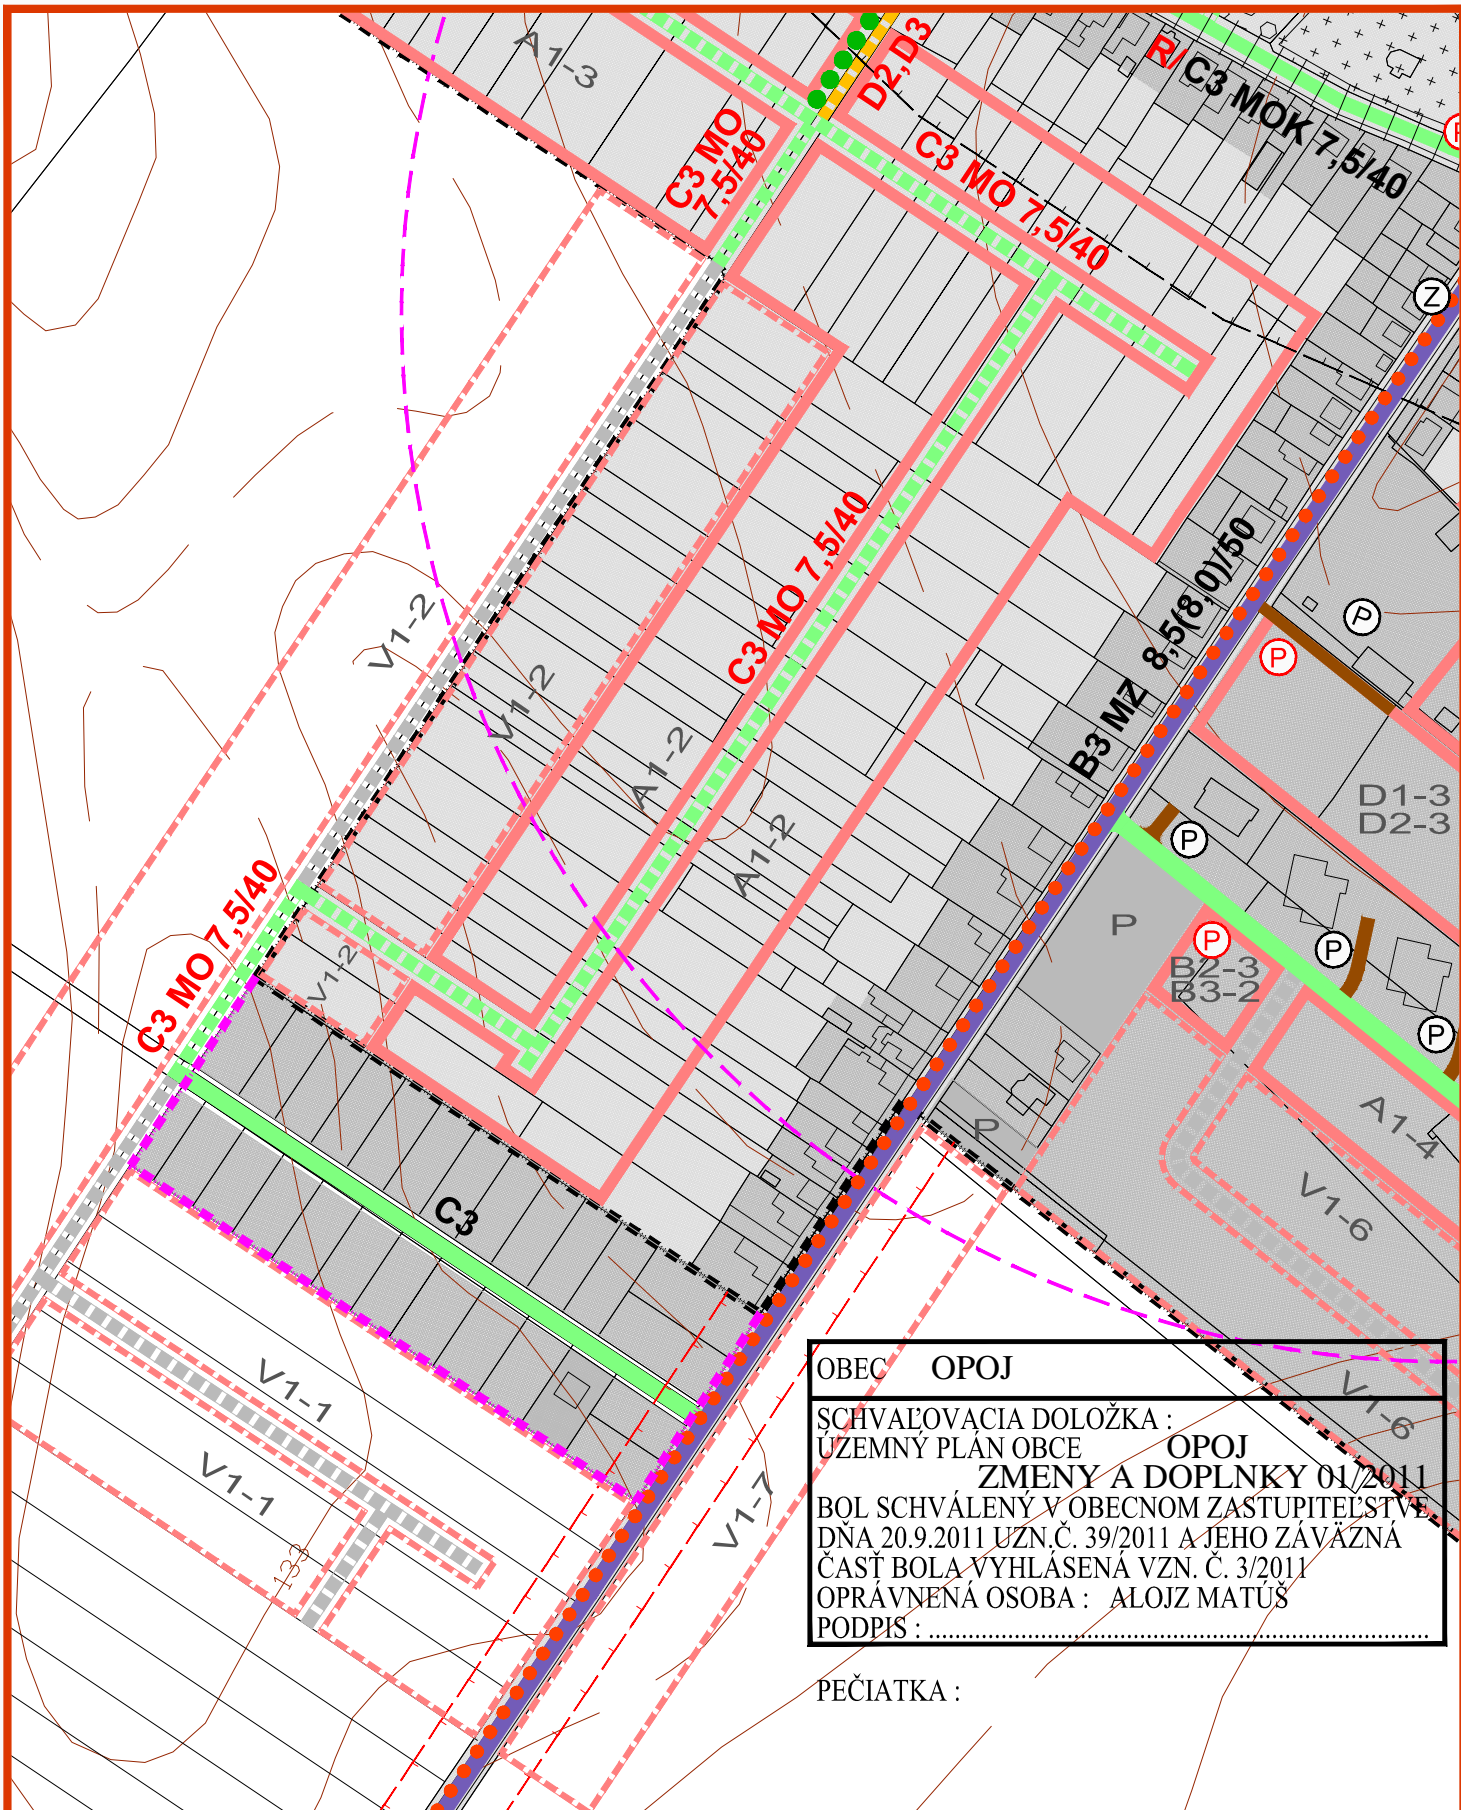 A1-3
D2,D3
R/C3 MOK 7,5/40
P
C3 MO
7,5/40
C3 MO 7,5/40
Z
C3 MO 7,5/40
B3 MZ 8,5(8,0)/50
V1-2
V1-2
A1-2
A1-2
P
P
D1-3
D2-3
P
C3 MO 7,5/40
V1-2
P
P
B2-3
B3-2
P
P
P
A1-4
V1-6
V1-6
C3
V1-1
V1-1
V1-7
133
OBEC OPOJ
SCHVAĽOVACIA DOLOŽKA :
ÚZEMNÝ PLÁN OBCE OPOJ
ZMENY A DOPLNKY 01/2011
BOL SCHVÁLENÝ V OBECNOM ZASTUPITEĽSTVE
DŇA 20.9.2011 UZN.Č. 39/2011 A JEHO ZÁVÄZNÁ
ČASŤ BOLA VYHLÁSENÁ VZN. Č. 3/2011
OPRÁVNENÁ OSOBA : ALOJZ MATÚŠ
PODPIS : ................................................................................
PEČIATKA :